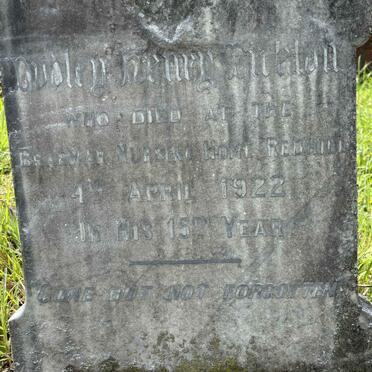 Henry
WHO DIED AT THE
BRAEMAR NURSING HOME, REDHILL
4TH APRIL 1922
IN HIS 15TH YEAR
"GONE BUT NOT FORGOTTEN"